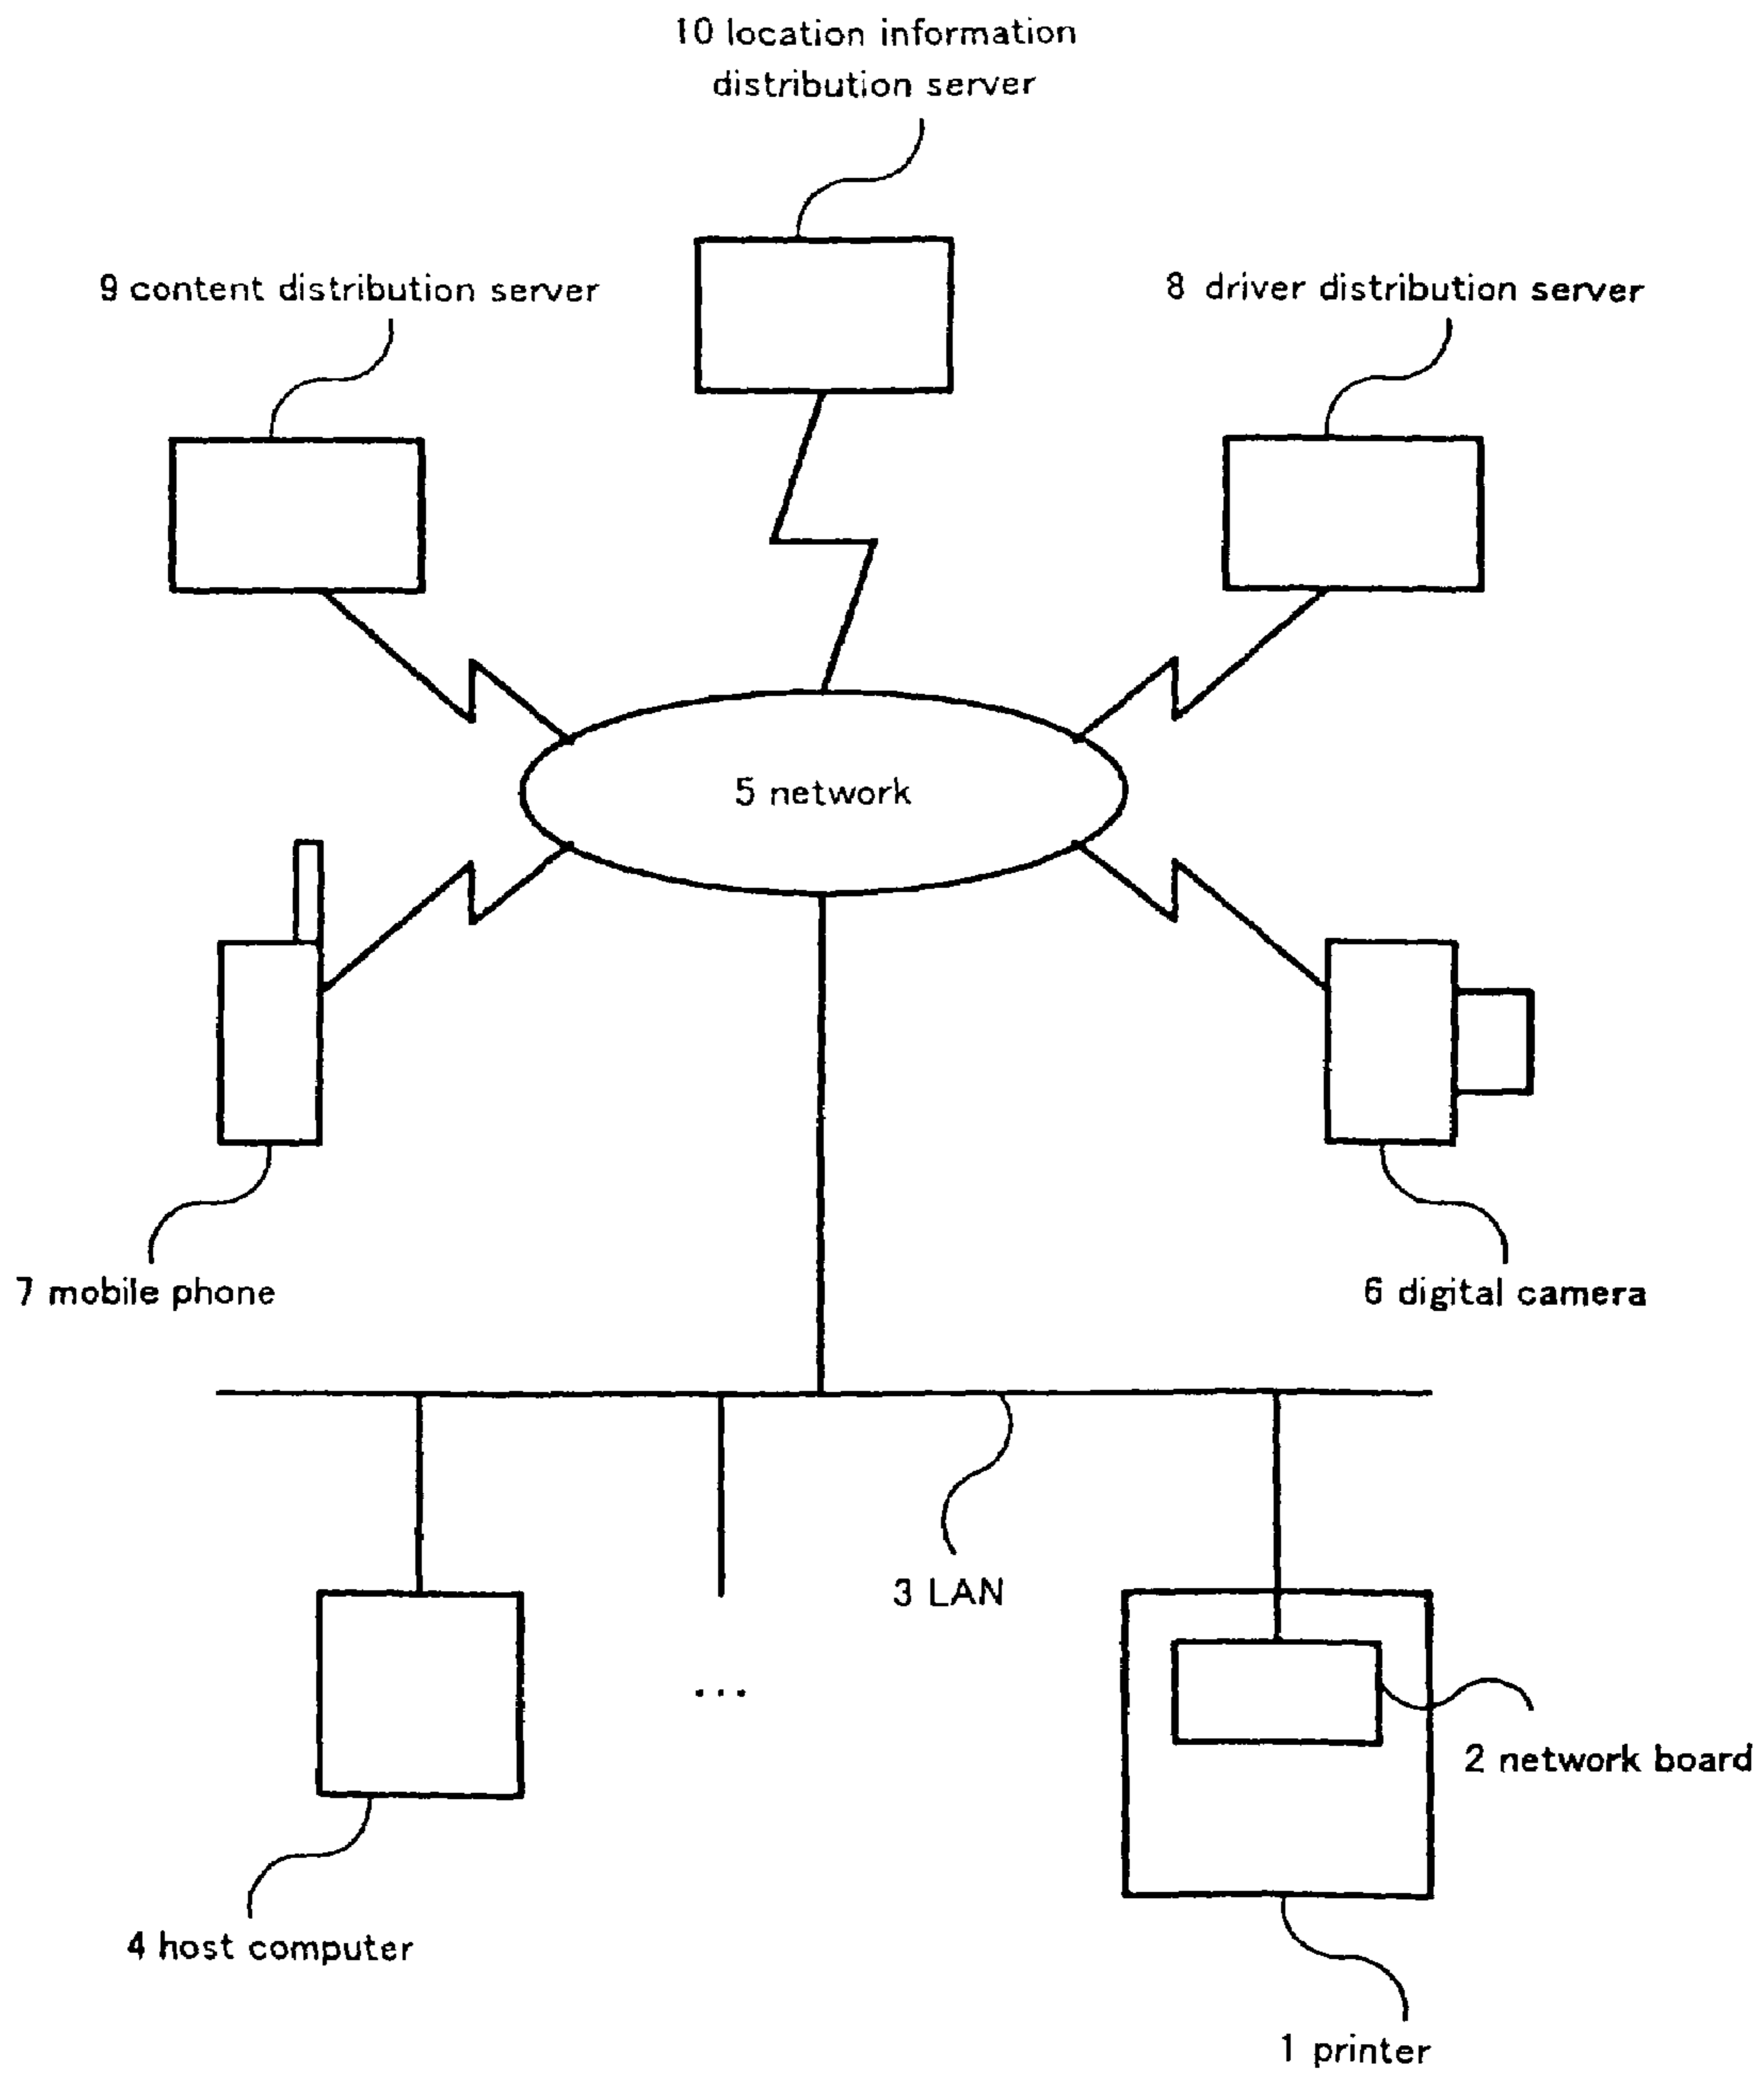 10 location information
distribution server
9 content distribution server
8 driver distribution server
5 network
7 mobile phone
6 digital camera
3 LAN
...
2 network board
4 host computer
1 printer